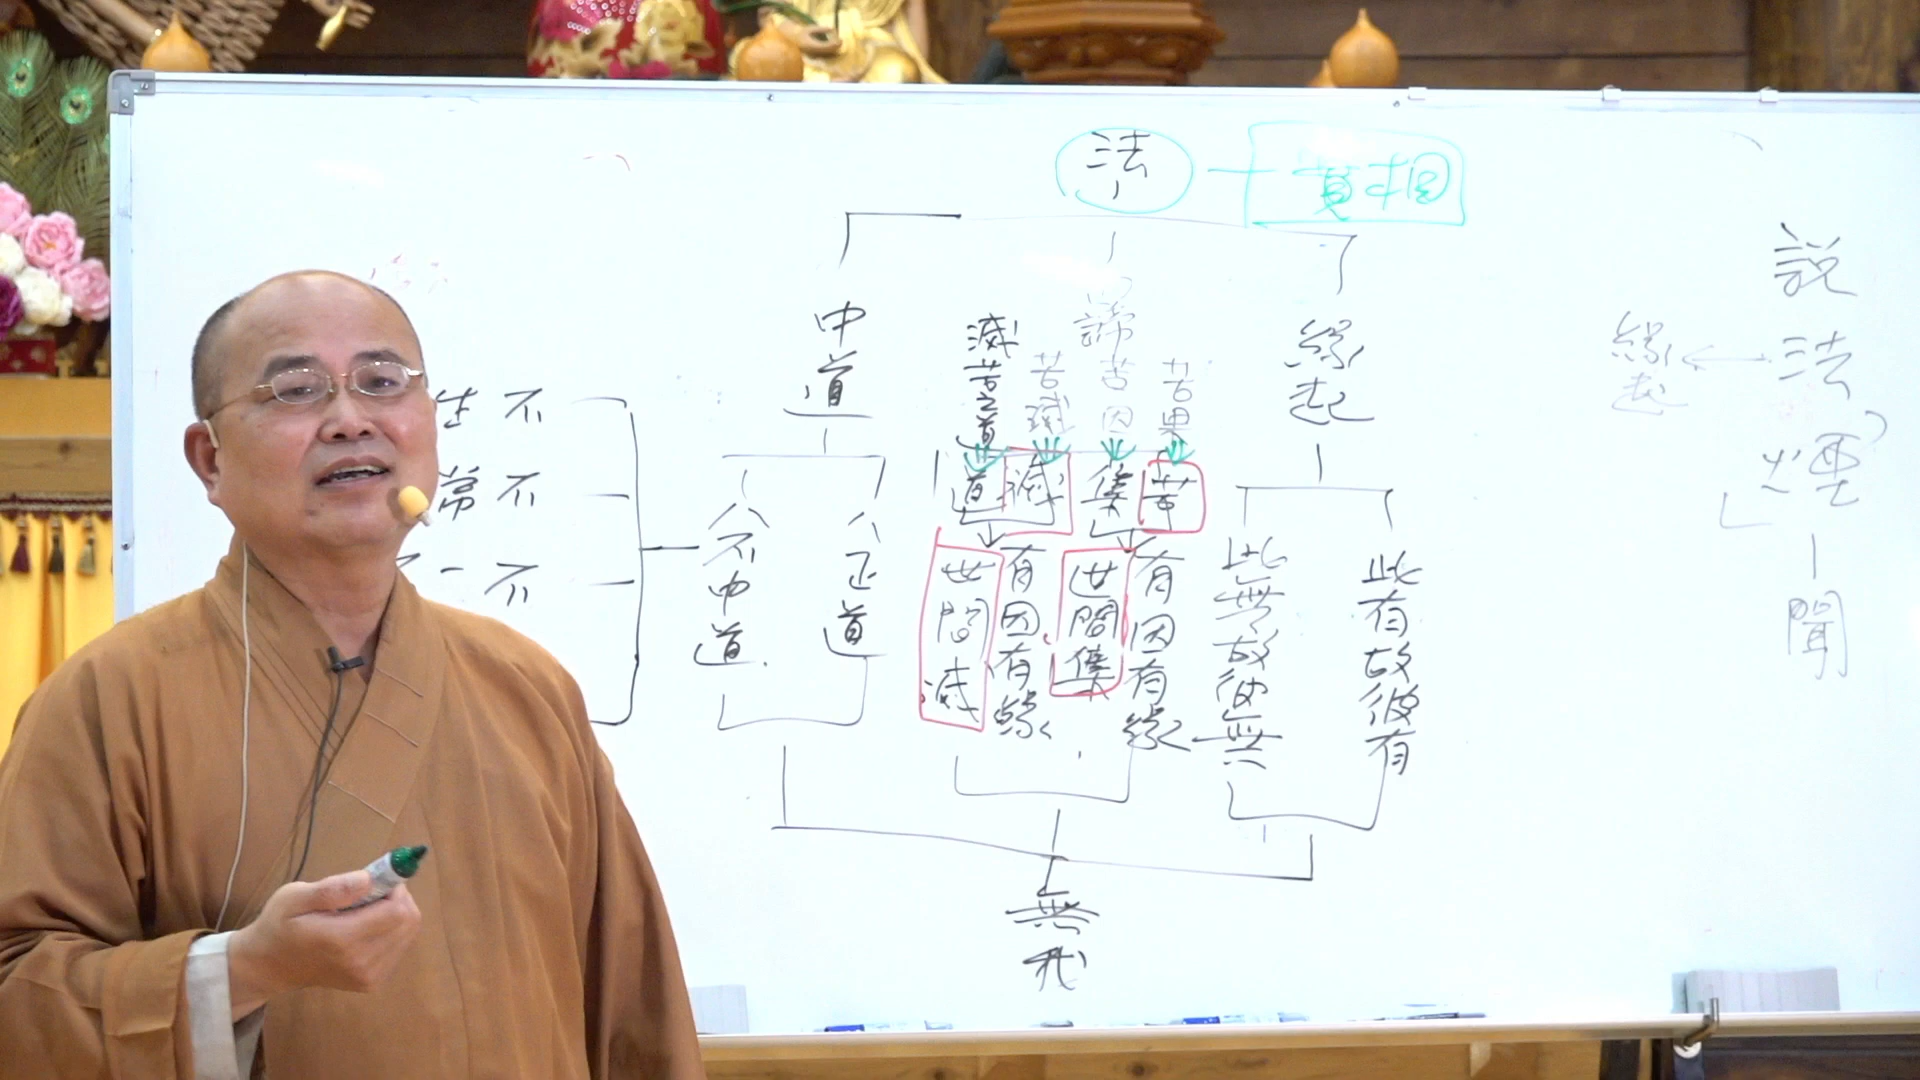 法
實相
中道
諦
緣起
滅苦之道
苦滅
苦因
苦果
道
滅
集
苦
八不中道
八正道
世間滅
有因有緣
世間集
有因有緣
此無故彼無
此有故彼有
無我
不生
不常
不一
說法
聞
緣起